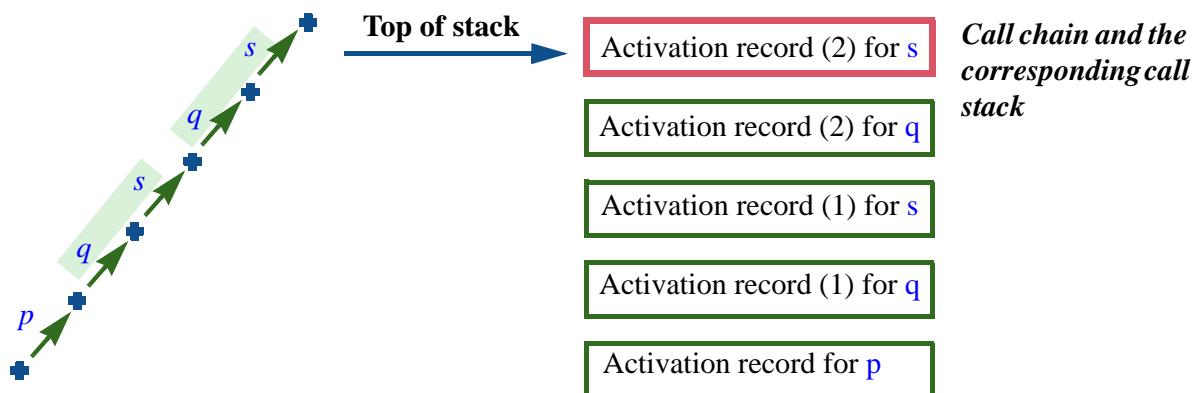 s
Top of stack
Activation record (2) for s
Call chain and the
corresponding call
stack
q
Activation record (2) for q
s
Activation record (1) for s
q
Activation record (1) for q
p
Activation record for p